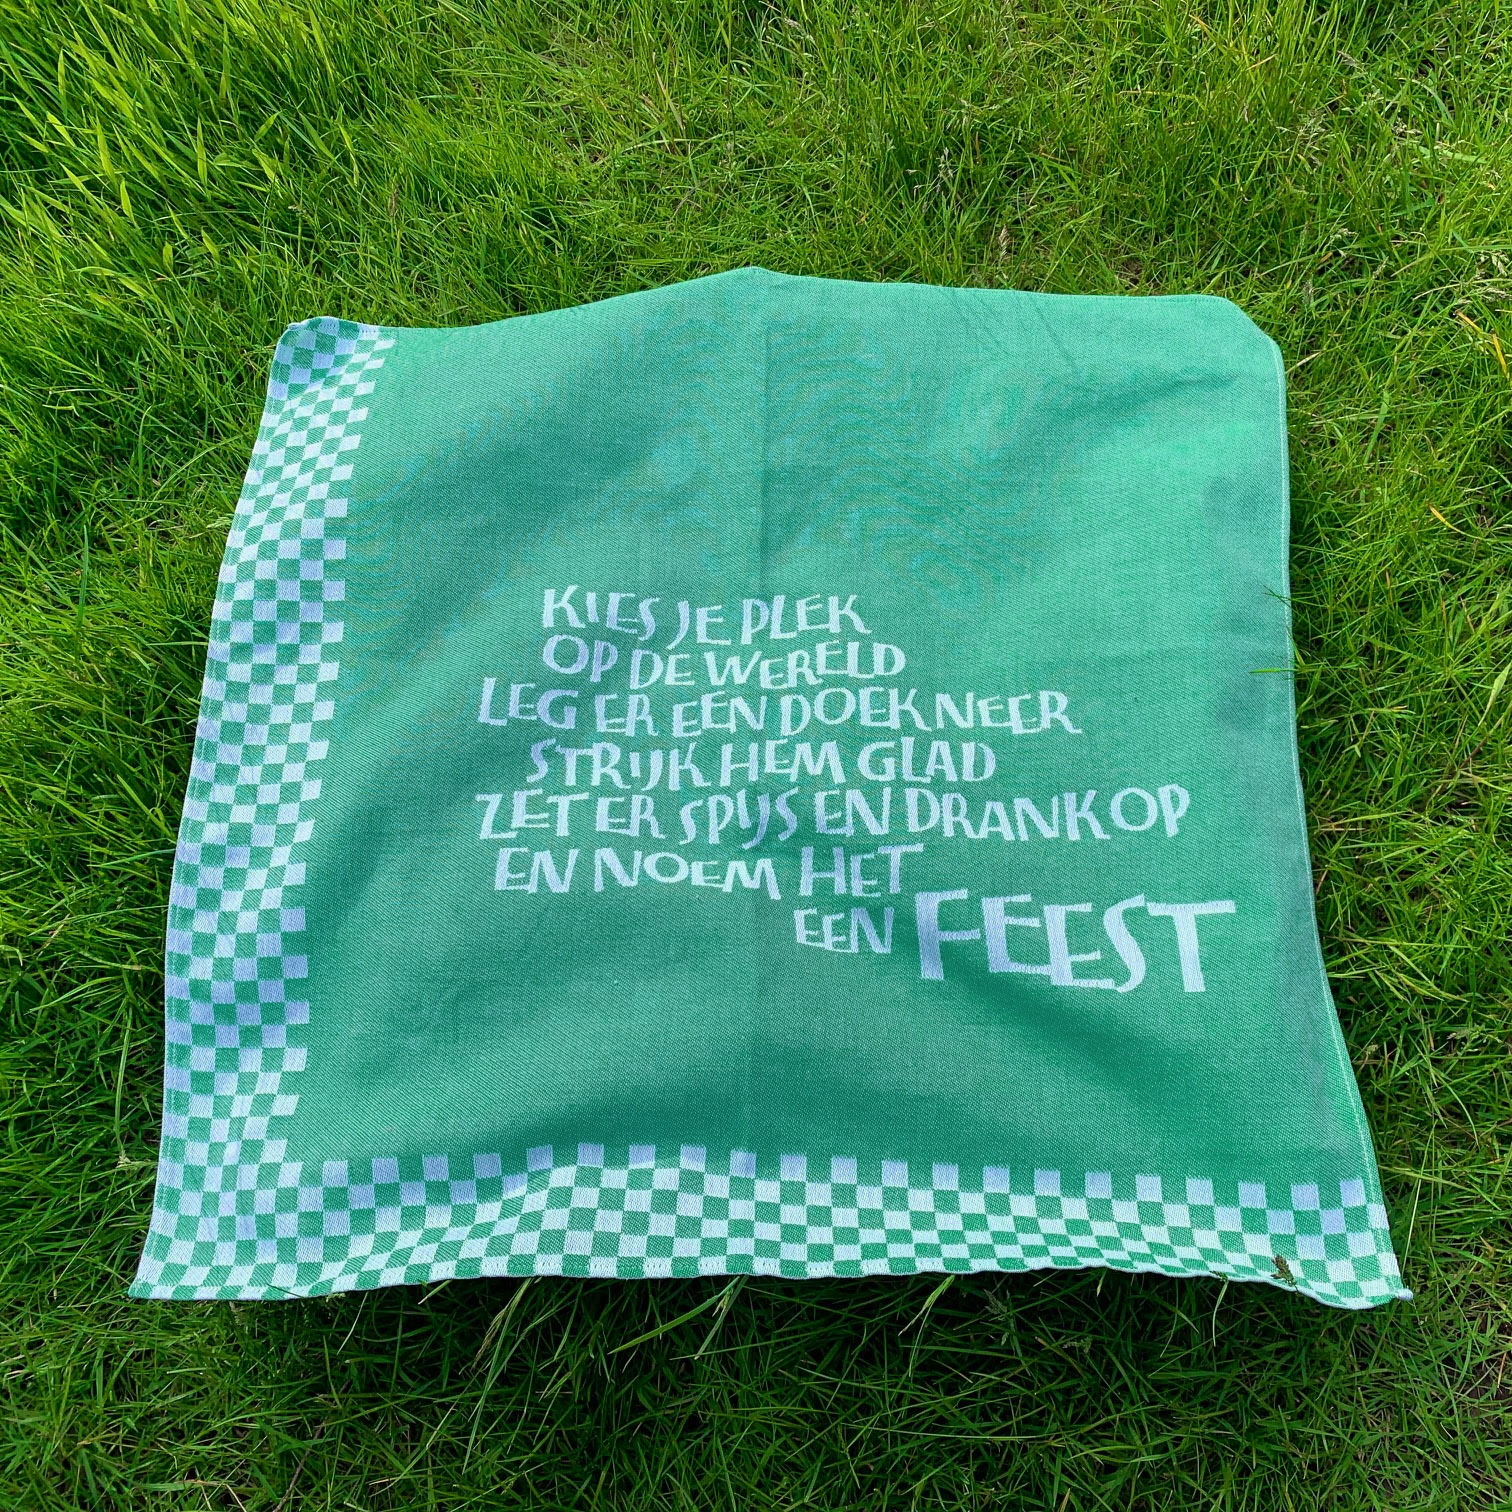 KIES JE PLEK
OP DE WERELD
LEG ER EEN DOEK NEER
STRIJK HEM GLAD
ZET ER SPIJS EN DRANK OP
EN NOEM HET
EEN FEEST